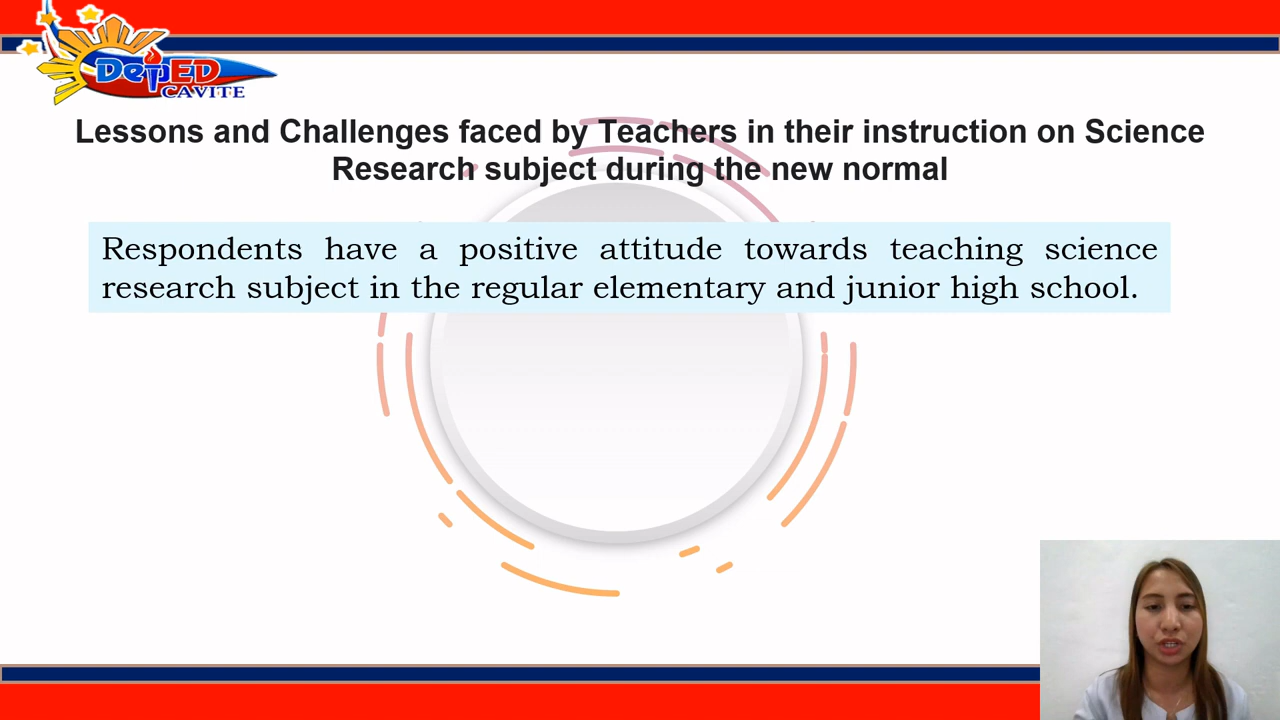 DepED
CAVITE
Lessons and Challenges faced by Teachers in their instruction on Science
Research subject during the new normal
Respondents have a positive attitude towards teaching science
research subject in the regular elementary and junior high school.